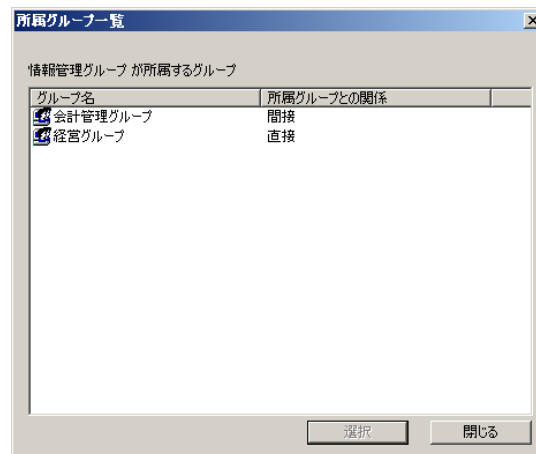 所属グループ一覧
情報管理グループ が所属するグループ
グループ名 所属グループとの関係
会計管理グループ 間接
経営グループ 直接
選択 閉じる